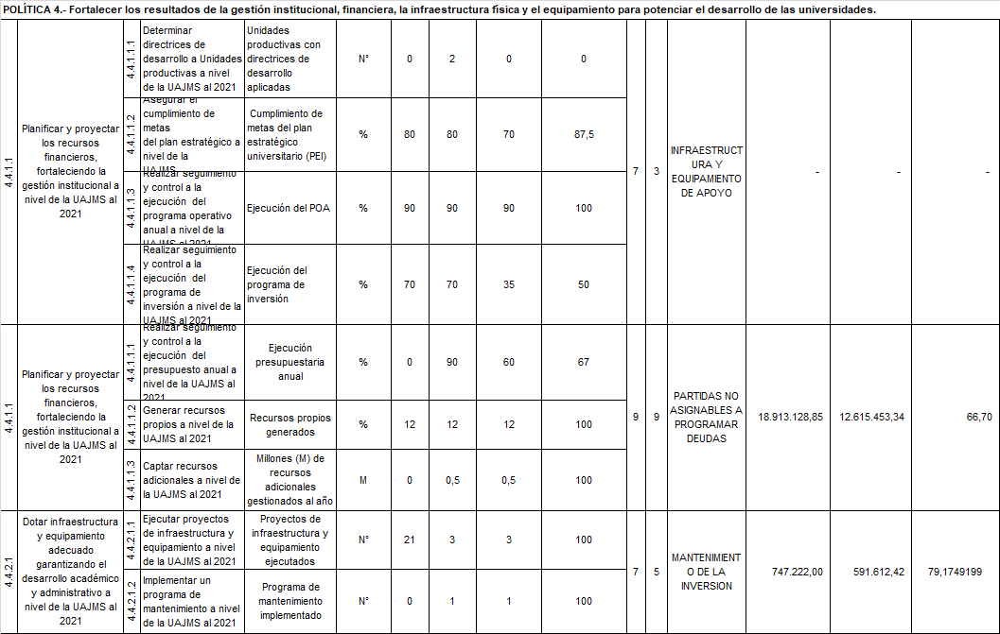 POLÍTICA 4.- Fortalecer los resultados de la gestión institucional, financiera, la infraestructura física y el equipamiento para potenciar el desarrollo de las universidades.
4.4.1.1
Planificar y proyectar
los recursos
financieros,
fortaleciendo la
gestión institucional a
nivel de la UAJMS al
2021
4.4.1.1.1
Determinar
directrices de
desarrollo a Unidades
productivas a nivel
de la UAJMS al 2021
Unidades
productivas con
directrices de
desarrollo
aplicadas
N° 0 2 0 0
4.4.1.1.2
Asegurar el
cumplimiento de
metas
del plan estratégico a
nivel de la
UAJMS
Cumplimiento de
metas del plan
estratégico
universitario (PEI)
% 80 80 70 87,5
4.4.1.1.3
Realizar seguimiento
y control a la
ejecución del
programa operativo
anual a nivel de la
UAJMS al 2021
Ejecución del POA
% 90 90 90 100
4.4.1.1.4
Realizar seguimiento
y control a la
ejecución del
programa de
inversión a nivel de la
UAJMS al 2021
Ejecución del
programa de
inversión
% 70 70 35 50
7 3
INFRAESTRUCT
URA Y
EQUIPAMIENTO
DE APOYO
- - -
4.4.1.1
Planificar y proyectar
los recursos
financieros,
fortaleciendo la
gestión institucional a
nivel de la UAJMS al
2021
4.4.1.1.1
Realizar seguimiento
y control a la
ejecución del
presupuesto anual a
nivel de la UAJMS al
2021
Ejecución
presupuestaria
anual
% 0 90 60 67
4.4.1.1.2
Generar recursos
propios a nivel de la
UAJMS al 2021
Recursos propios
generados
% 12 12 12 100
4.4.1.1.3
Captar recursos
adicionales a nivel de
la UAJMS al 2021
Millones (M) de
recursos
adicionales
gestionados al año
M 0 0,5 0,5 100
9 9
PARTIDAS NO
ASIGNABLES A
PROGRAMAR
DEUDAS
18.913.128,85 12.615.453,34 66,70
4.4.2.1
Dotar infraestructura
y equipamiento
adecuado
garantizando el
desarrollo académico
y administrativo a
nivel de la UAJMS al
2021
4.4.2.1.1
Ejecutar proyectos
de infraestructura y
equipamiento a nivel
de la UAJMS al 2021
Proyectos de
infraestructura y
equipamiento
ejecutados
N° 21 3 3 100
4.4.2.1.2
Implementar un
programa de
mantenimiento a nivel
de la UAJMS al 2021
Programa de
mantenimiento
implementado
N° 0 1 1 100
7 5
MANTENIMIENT
O DE LA
INVERSION
747.222,00 591.612,42 79,1749199